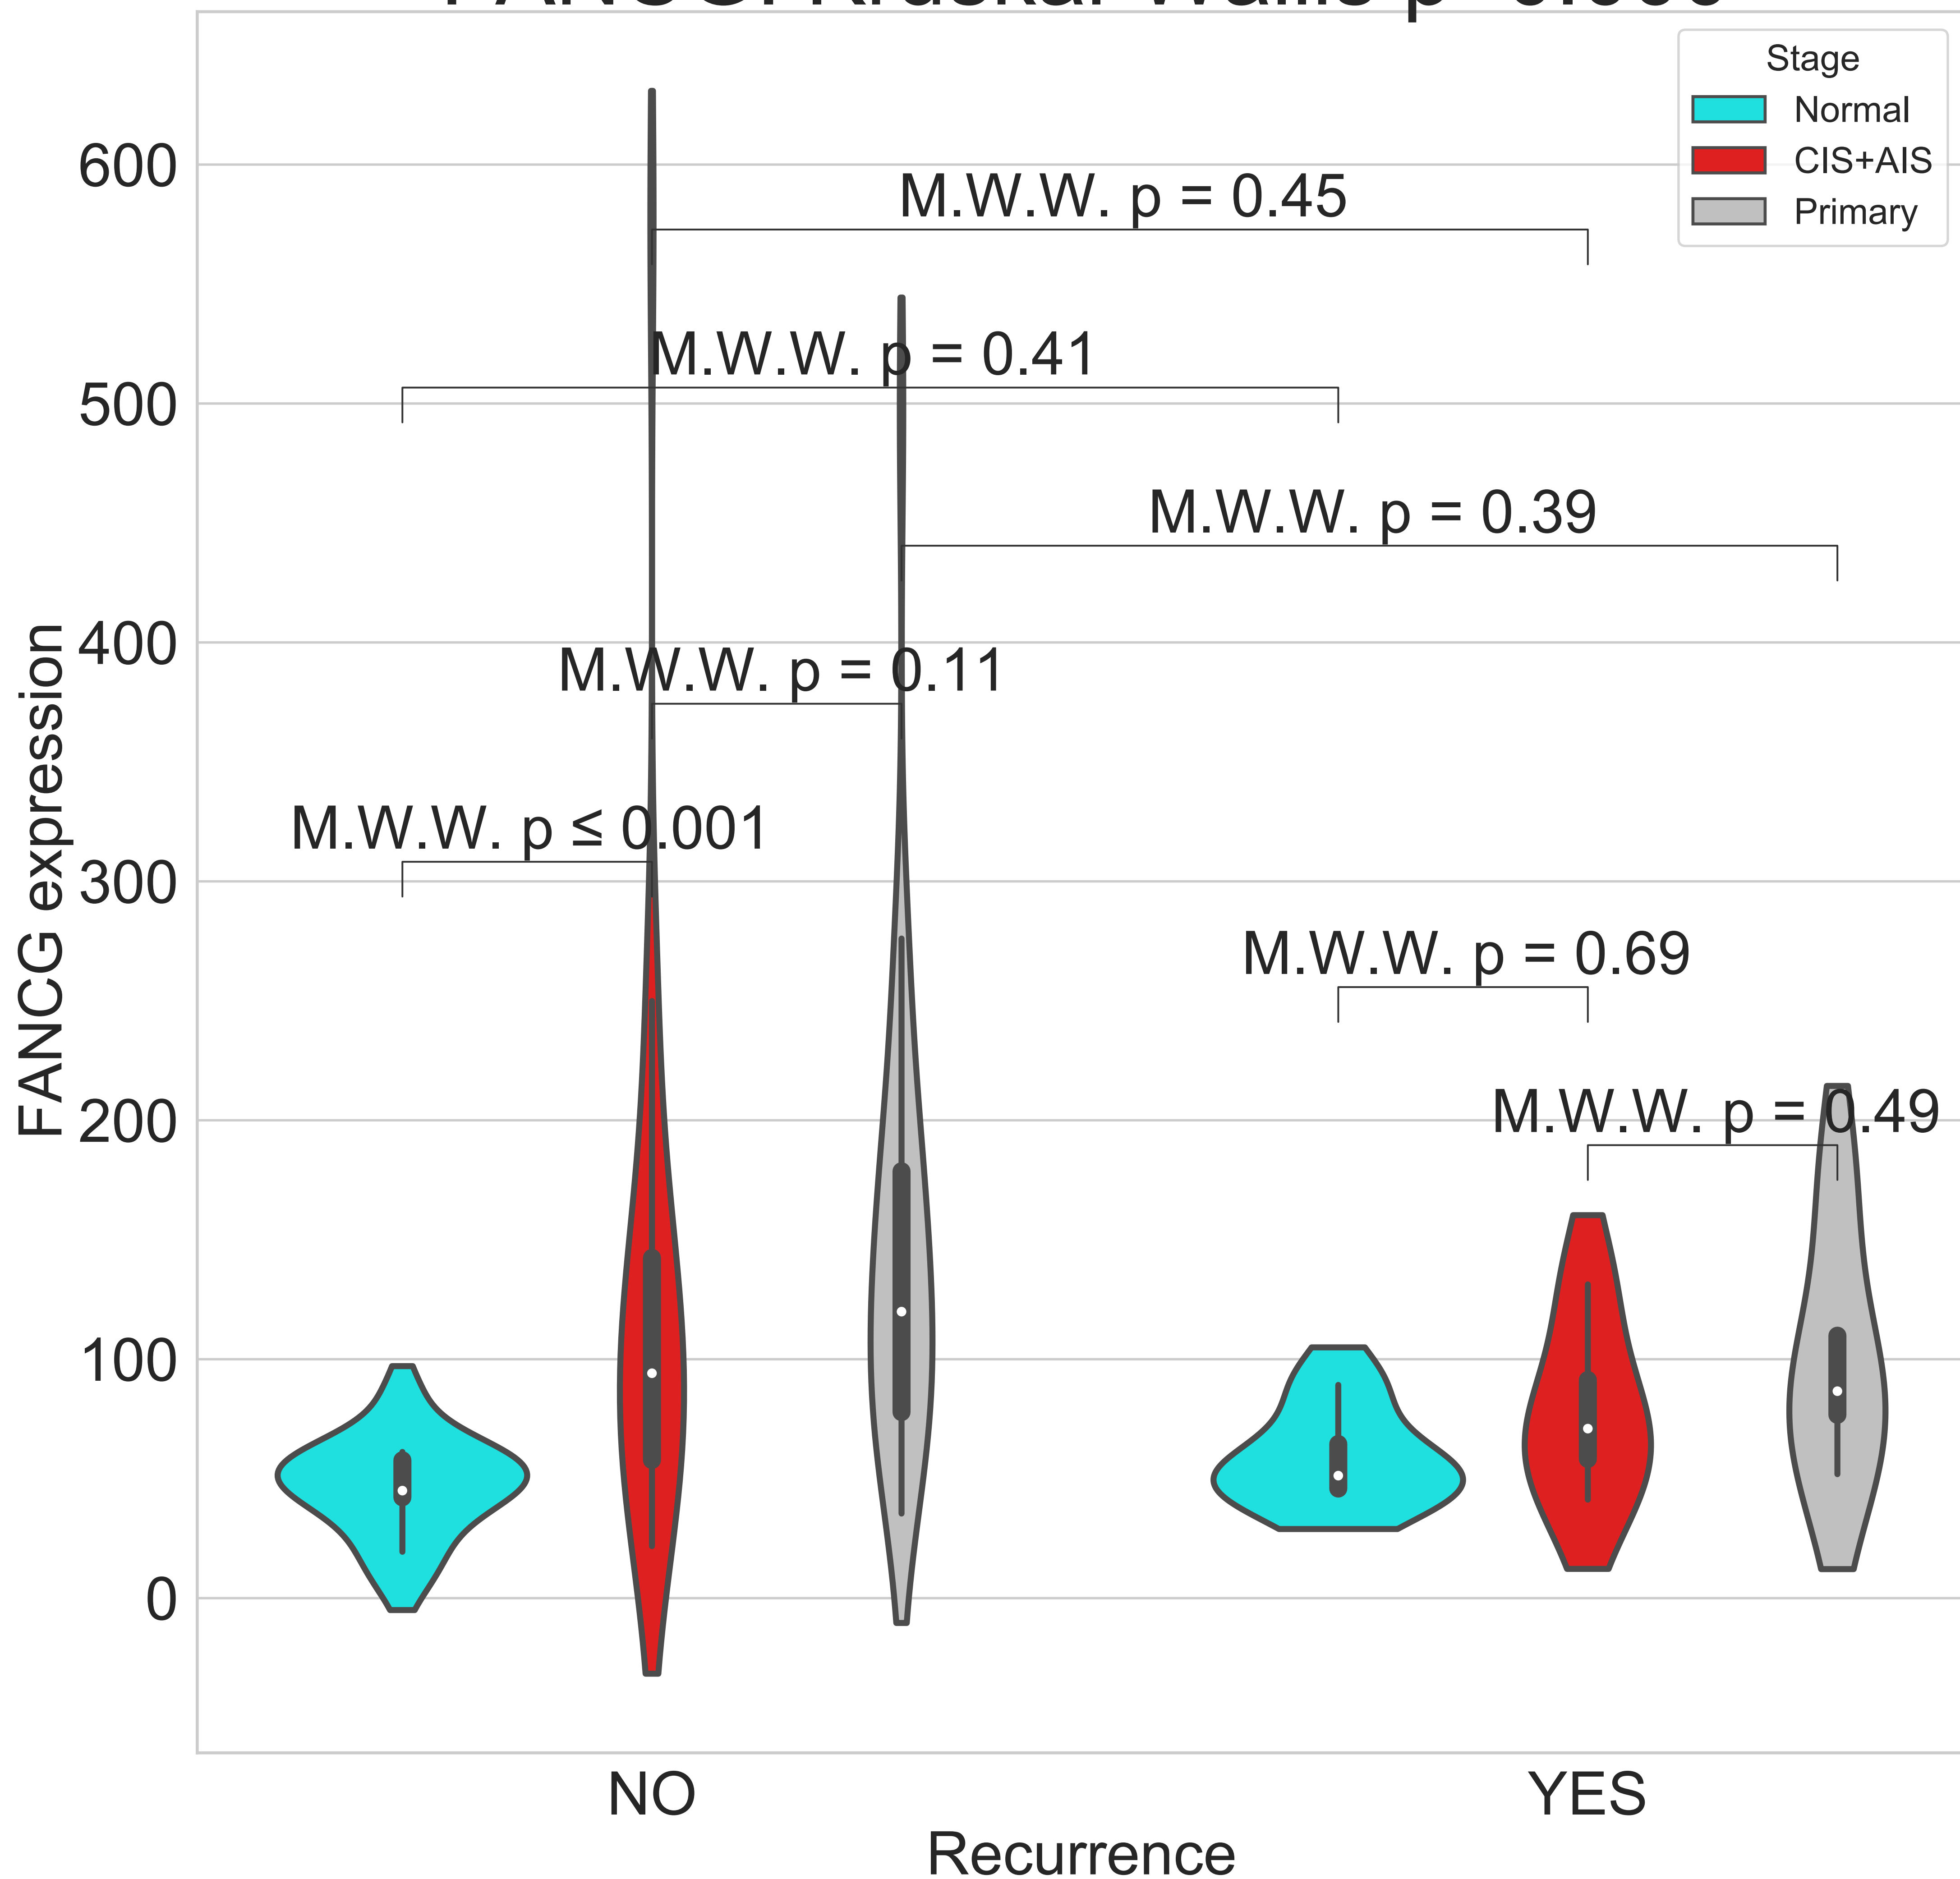 Stage
Normal
CIS+AIS
Primary
600
500
400
300
200
100
0
FANCG expression
M.W.W. p = 0.45
M.W.W. p = 0.41
M.W.W. p = 0.39
M.W.W. p = 0.11
M.W.W. p ≤ 0.001
M.W.W. p = 0.69
M.W.W. p = 0.49
NO
YES
Recurrence